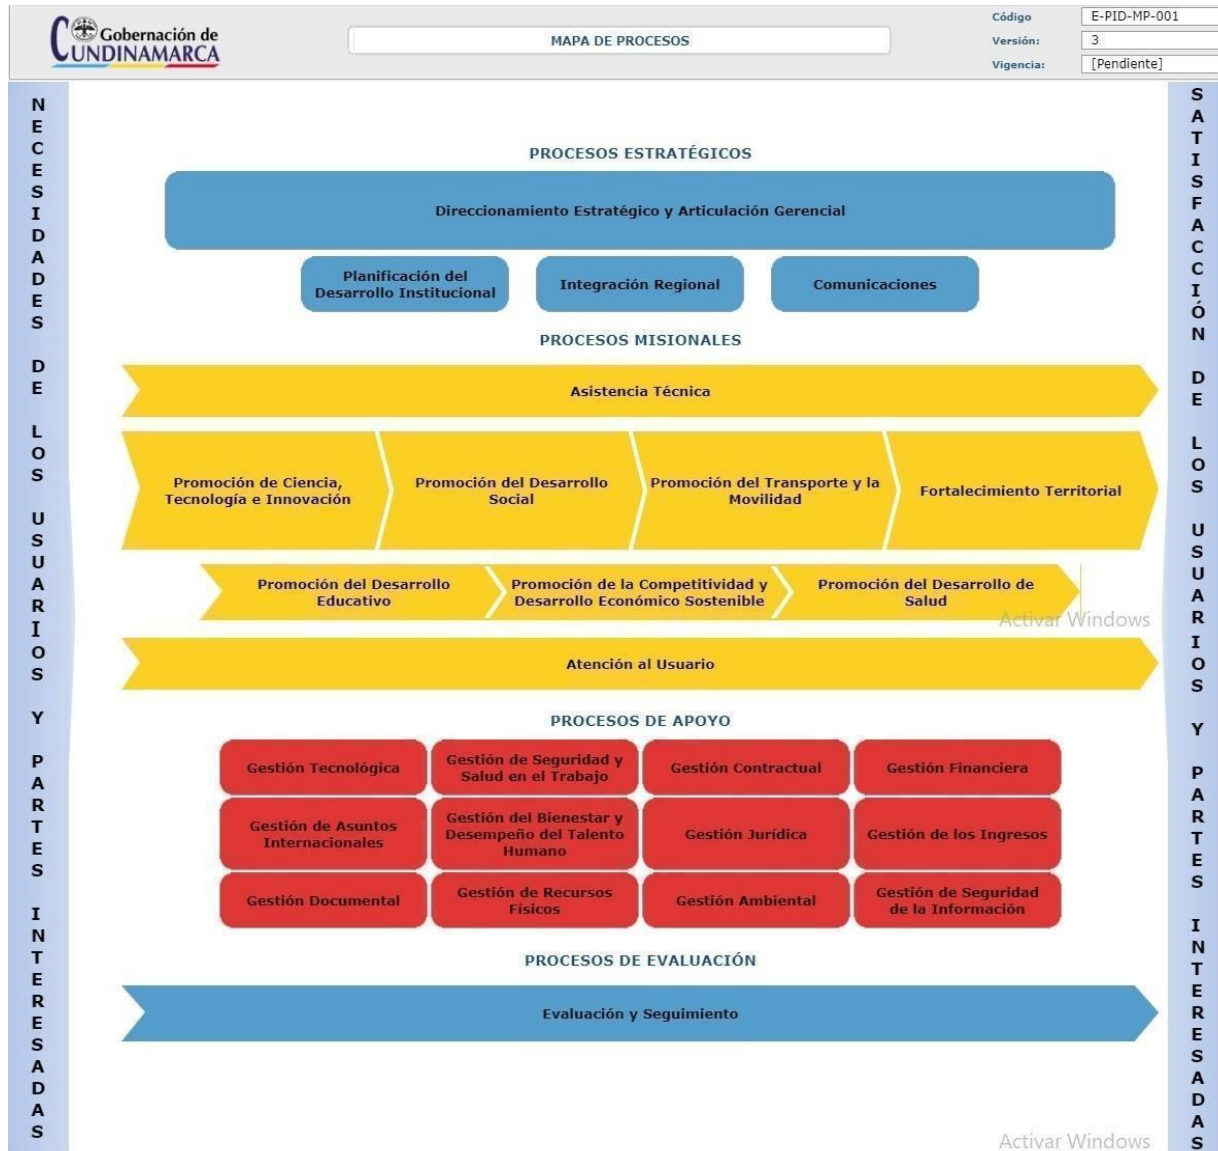 Gobernación de
CUNDINAMARCA
MAPA DE PROCESOS
Código
E-PID-MP-001
Versión:
3
Vigencia:
[Pendiente]
NECESIDADES DE LOS USUARIOS Y PARTES INTERESADAS
PROCESOS ESTRATÉGICOS
Direccionamiento Estratégico y Articulación Gerencial
Planificación del
Desarrollo Institucional
Integración Regional
Comunicaciones
PROCESOS MISIONALES
Asistencia Técnica
Promoción de Ciencia,
Tecnología e Innovación
Promoción del Desarrollo
Social
Promoción del Transporte y la
Movilidad
Fortalecimiento Territorial
Promoción del Desarrollo
Educativo
Promoción de la Competitividad y
Desarrollo Económico Sostenible
Promoción del Desarrollo de
Salud
Activar Windows
Atención al Usuario
PROCESOS DE APOYO
Gestión Tecnológica
Gestión de Seguridad y
Salud en el Trabajo
Gestión Contractual
Gestión Financiera
Gestión de Asuntos
Internacionales
Gestión del Bienestar y
Desempeño del Talento
Humano
Gestión Jurídica
Gestión de los Ingresos
Gestión Documental
Gestión de Recursos
Físicos
Gestión Ambiental
Gestión de Seguridad
de la Información
PROCESOS DE EVALUACIÓN
Evaluación y Seguimiento
Activar Windows
SATISFACCIÓN DE LOS USUARIOS Y PARTES INTERESADAS